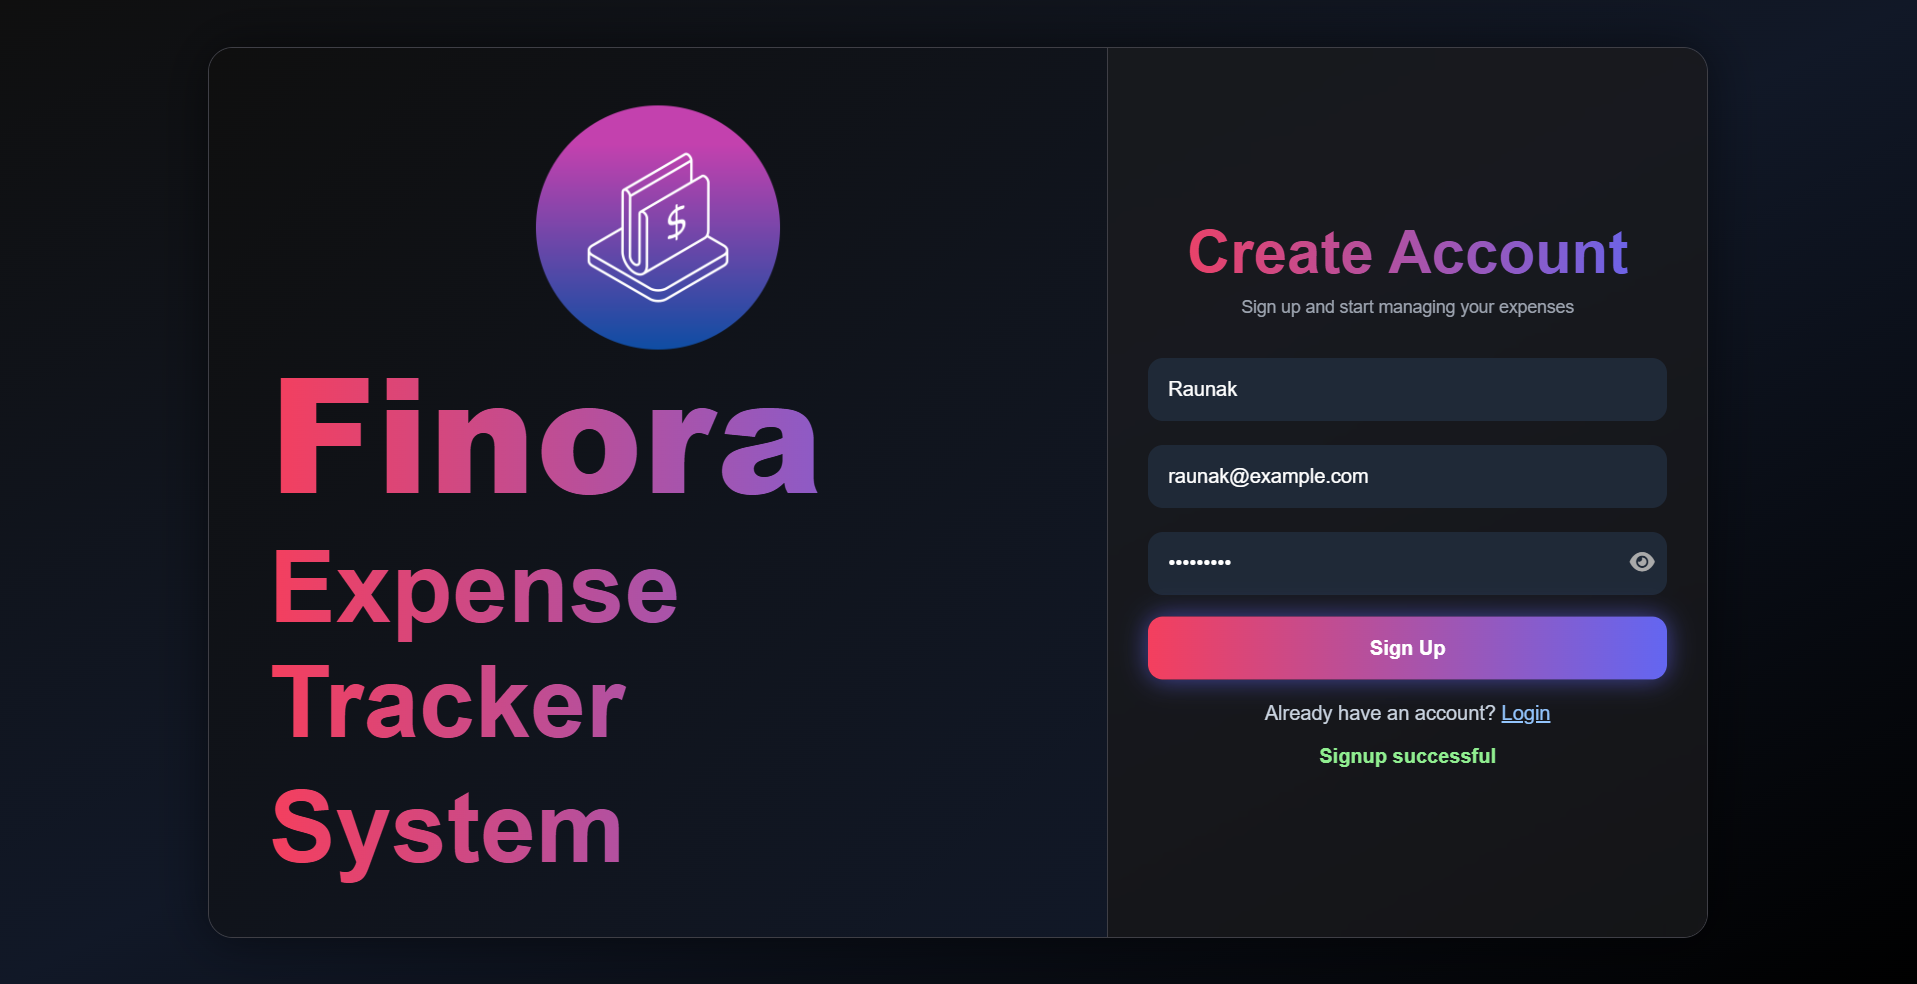 $
Finora
Expense
Tracker
System
Create Account
Sign up and start managing your expenses
Raunak
raunak@example.com
•••••••••
Sign Up
Already have an account? Login
Signup successful